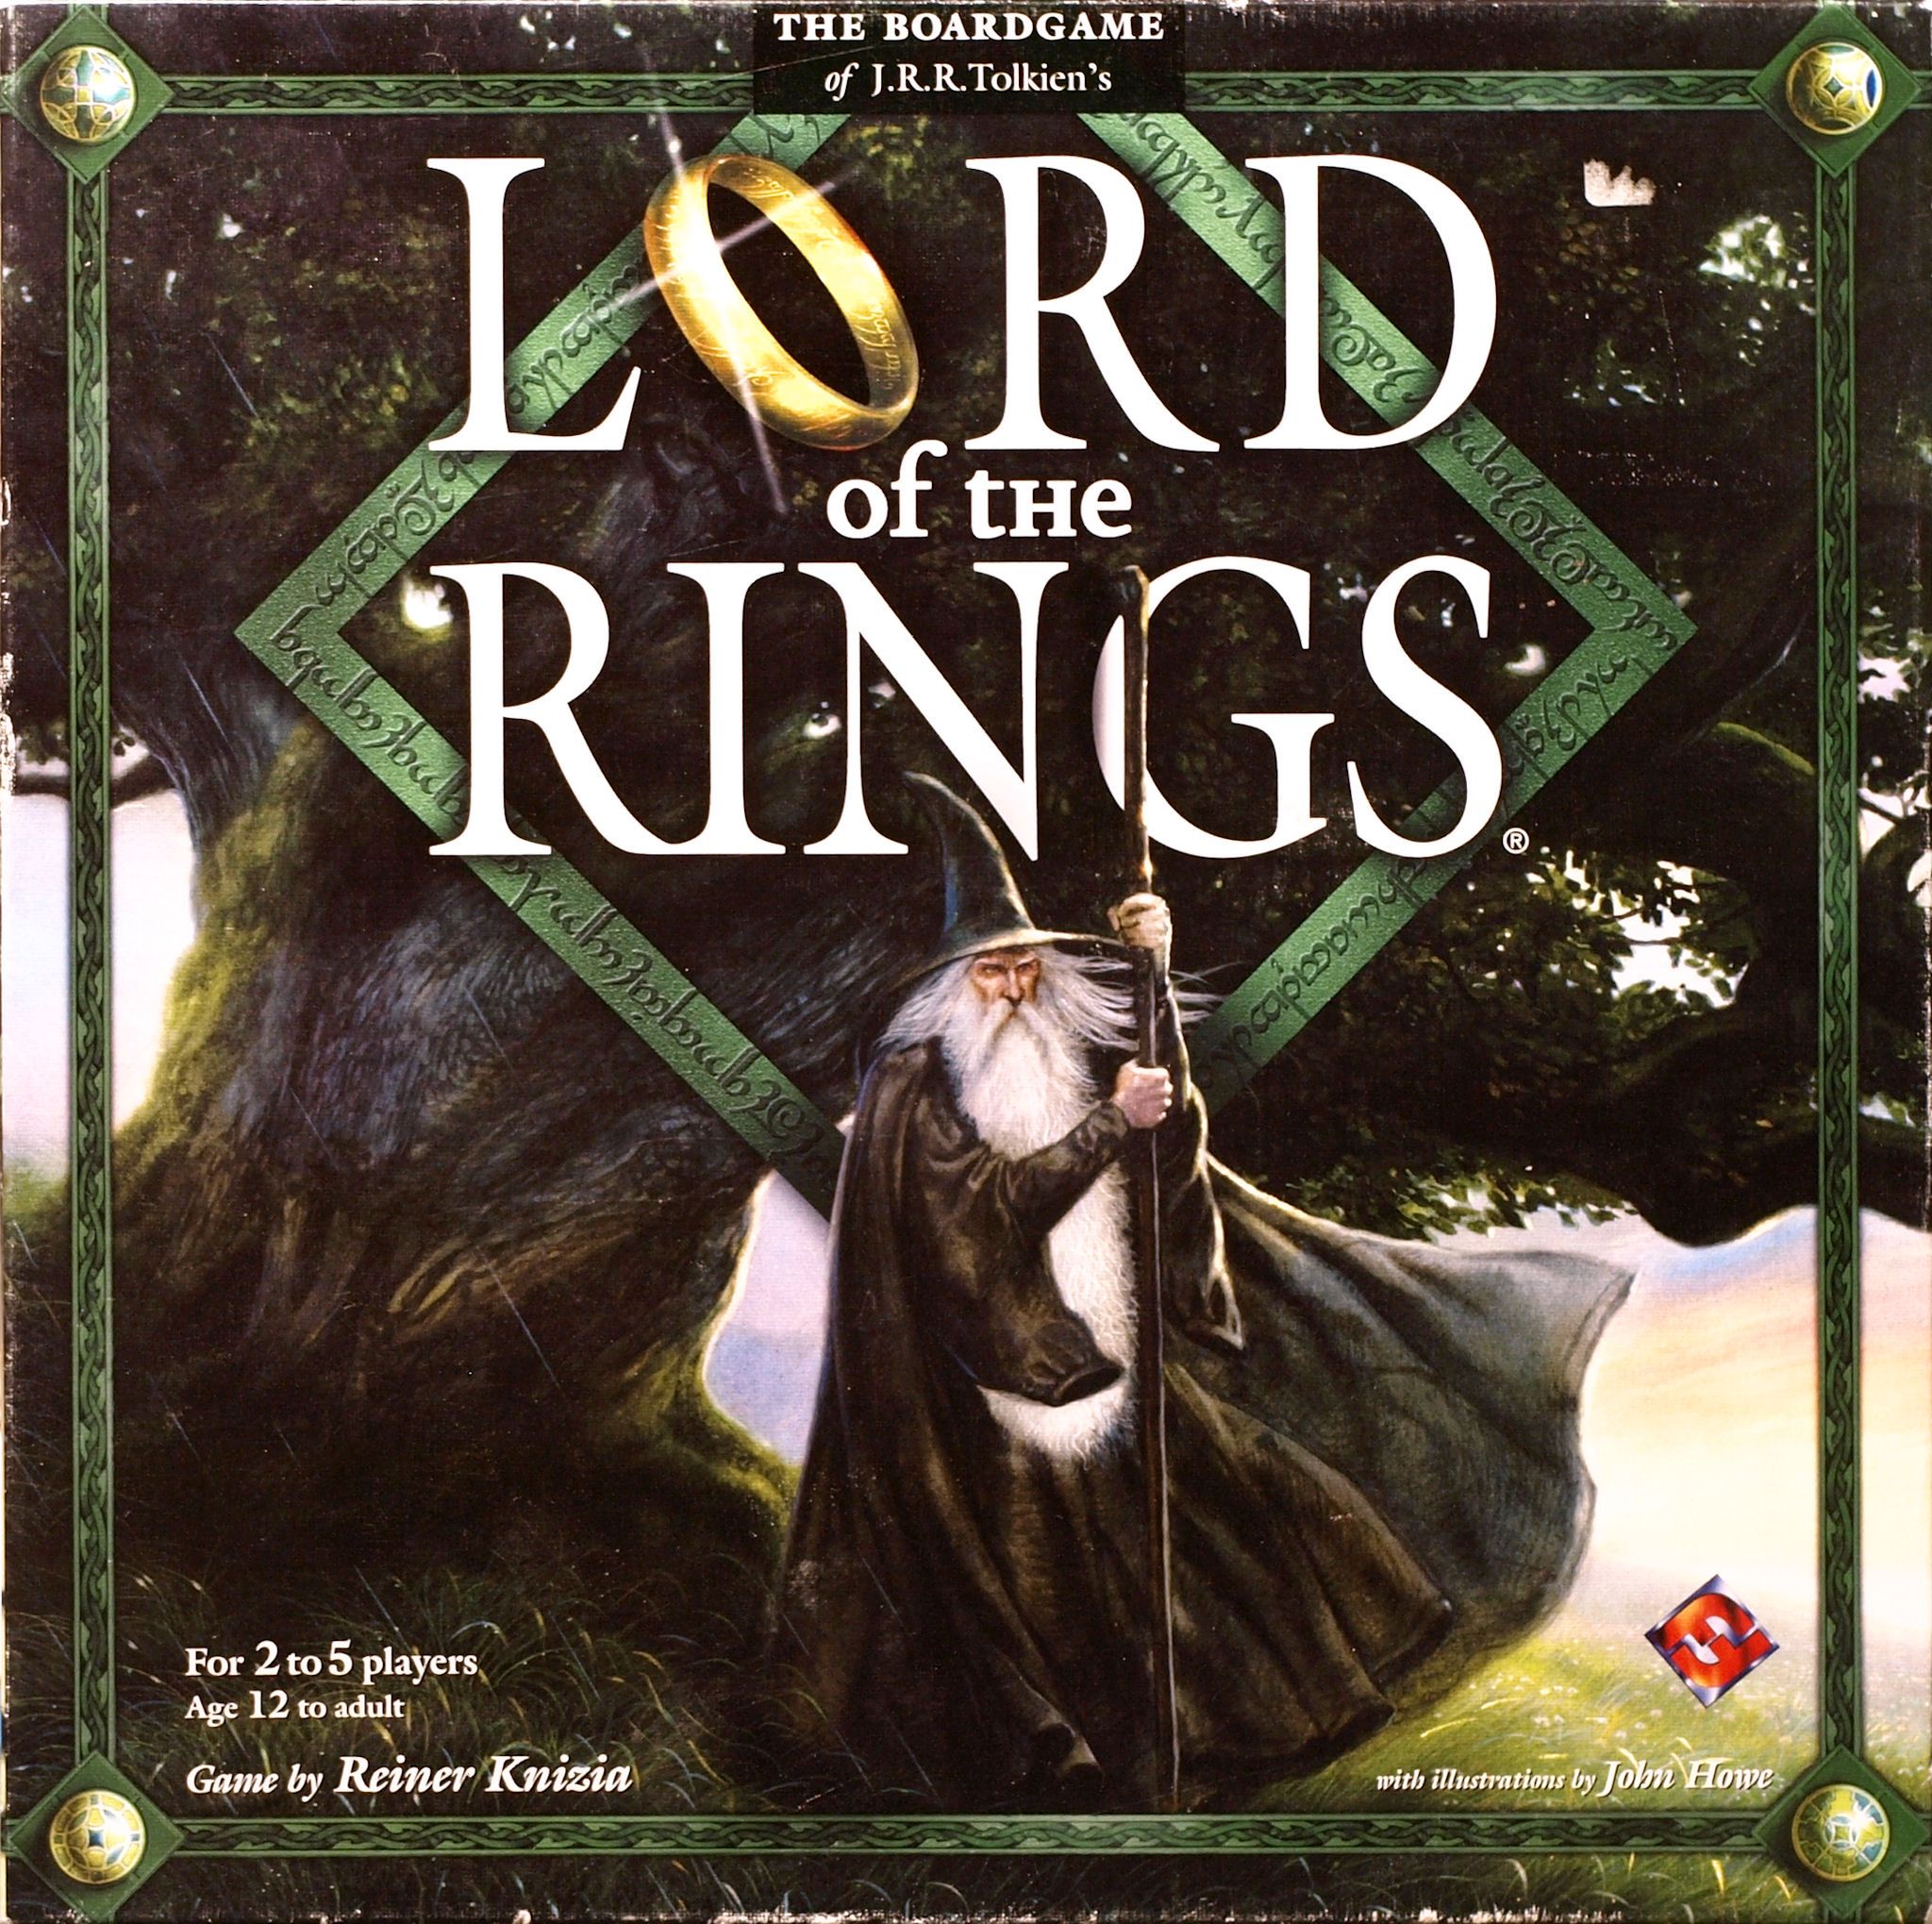 THE BOARDGAME
of J.R.R.Tolkien's
LORD
of the
RINGS®
For 2 to 5 players
Age 12 to adult
Game by Reiner Knizia
with illustrations by John Howe